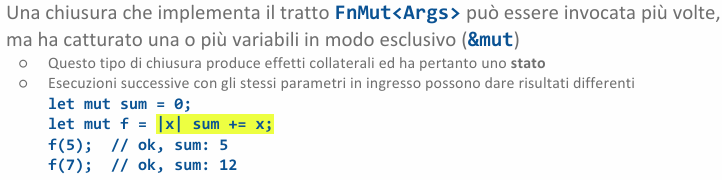 Una chiusura che implementa il tratto FnMut<Args> può essere invocata più volte,
ma ha catturato una o più variabili in modo esclusivo (&mut)
○ Questo tipo di chiusura produce effetti collaterali ed ha pertanto uno stato
○ Esecuzioni successive con gli stessi parametri in ingresso possono dare risultati differenti
let mut sum = 0;
let mut f = |x| sum += x;
f(5); // ok, sum: 5
f(7); // ok, sum: 12